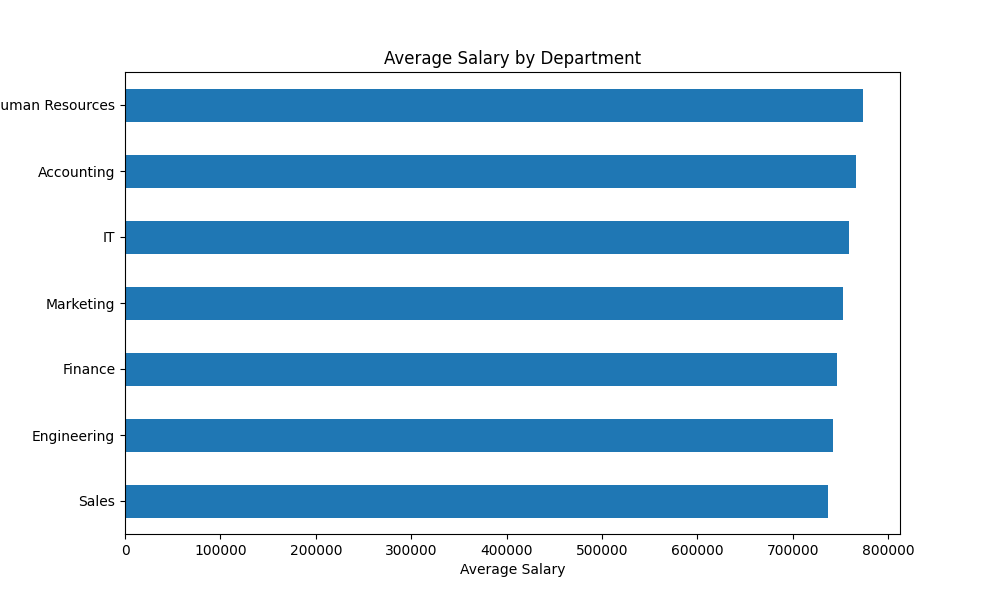 Average Salary by Department
uman Resources
Accounting
IT
Marketing
Finance
Engineering
Sales
0 100000 200000 300000 400000 500000 600000 700000 800000
Average Salary